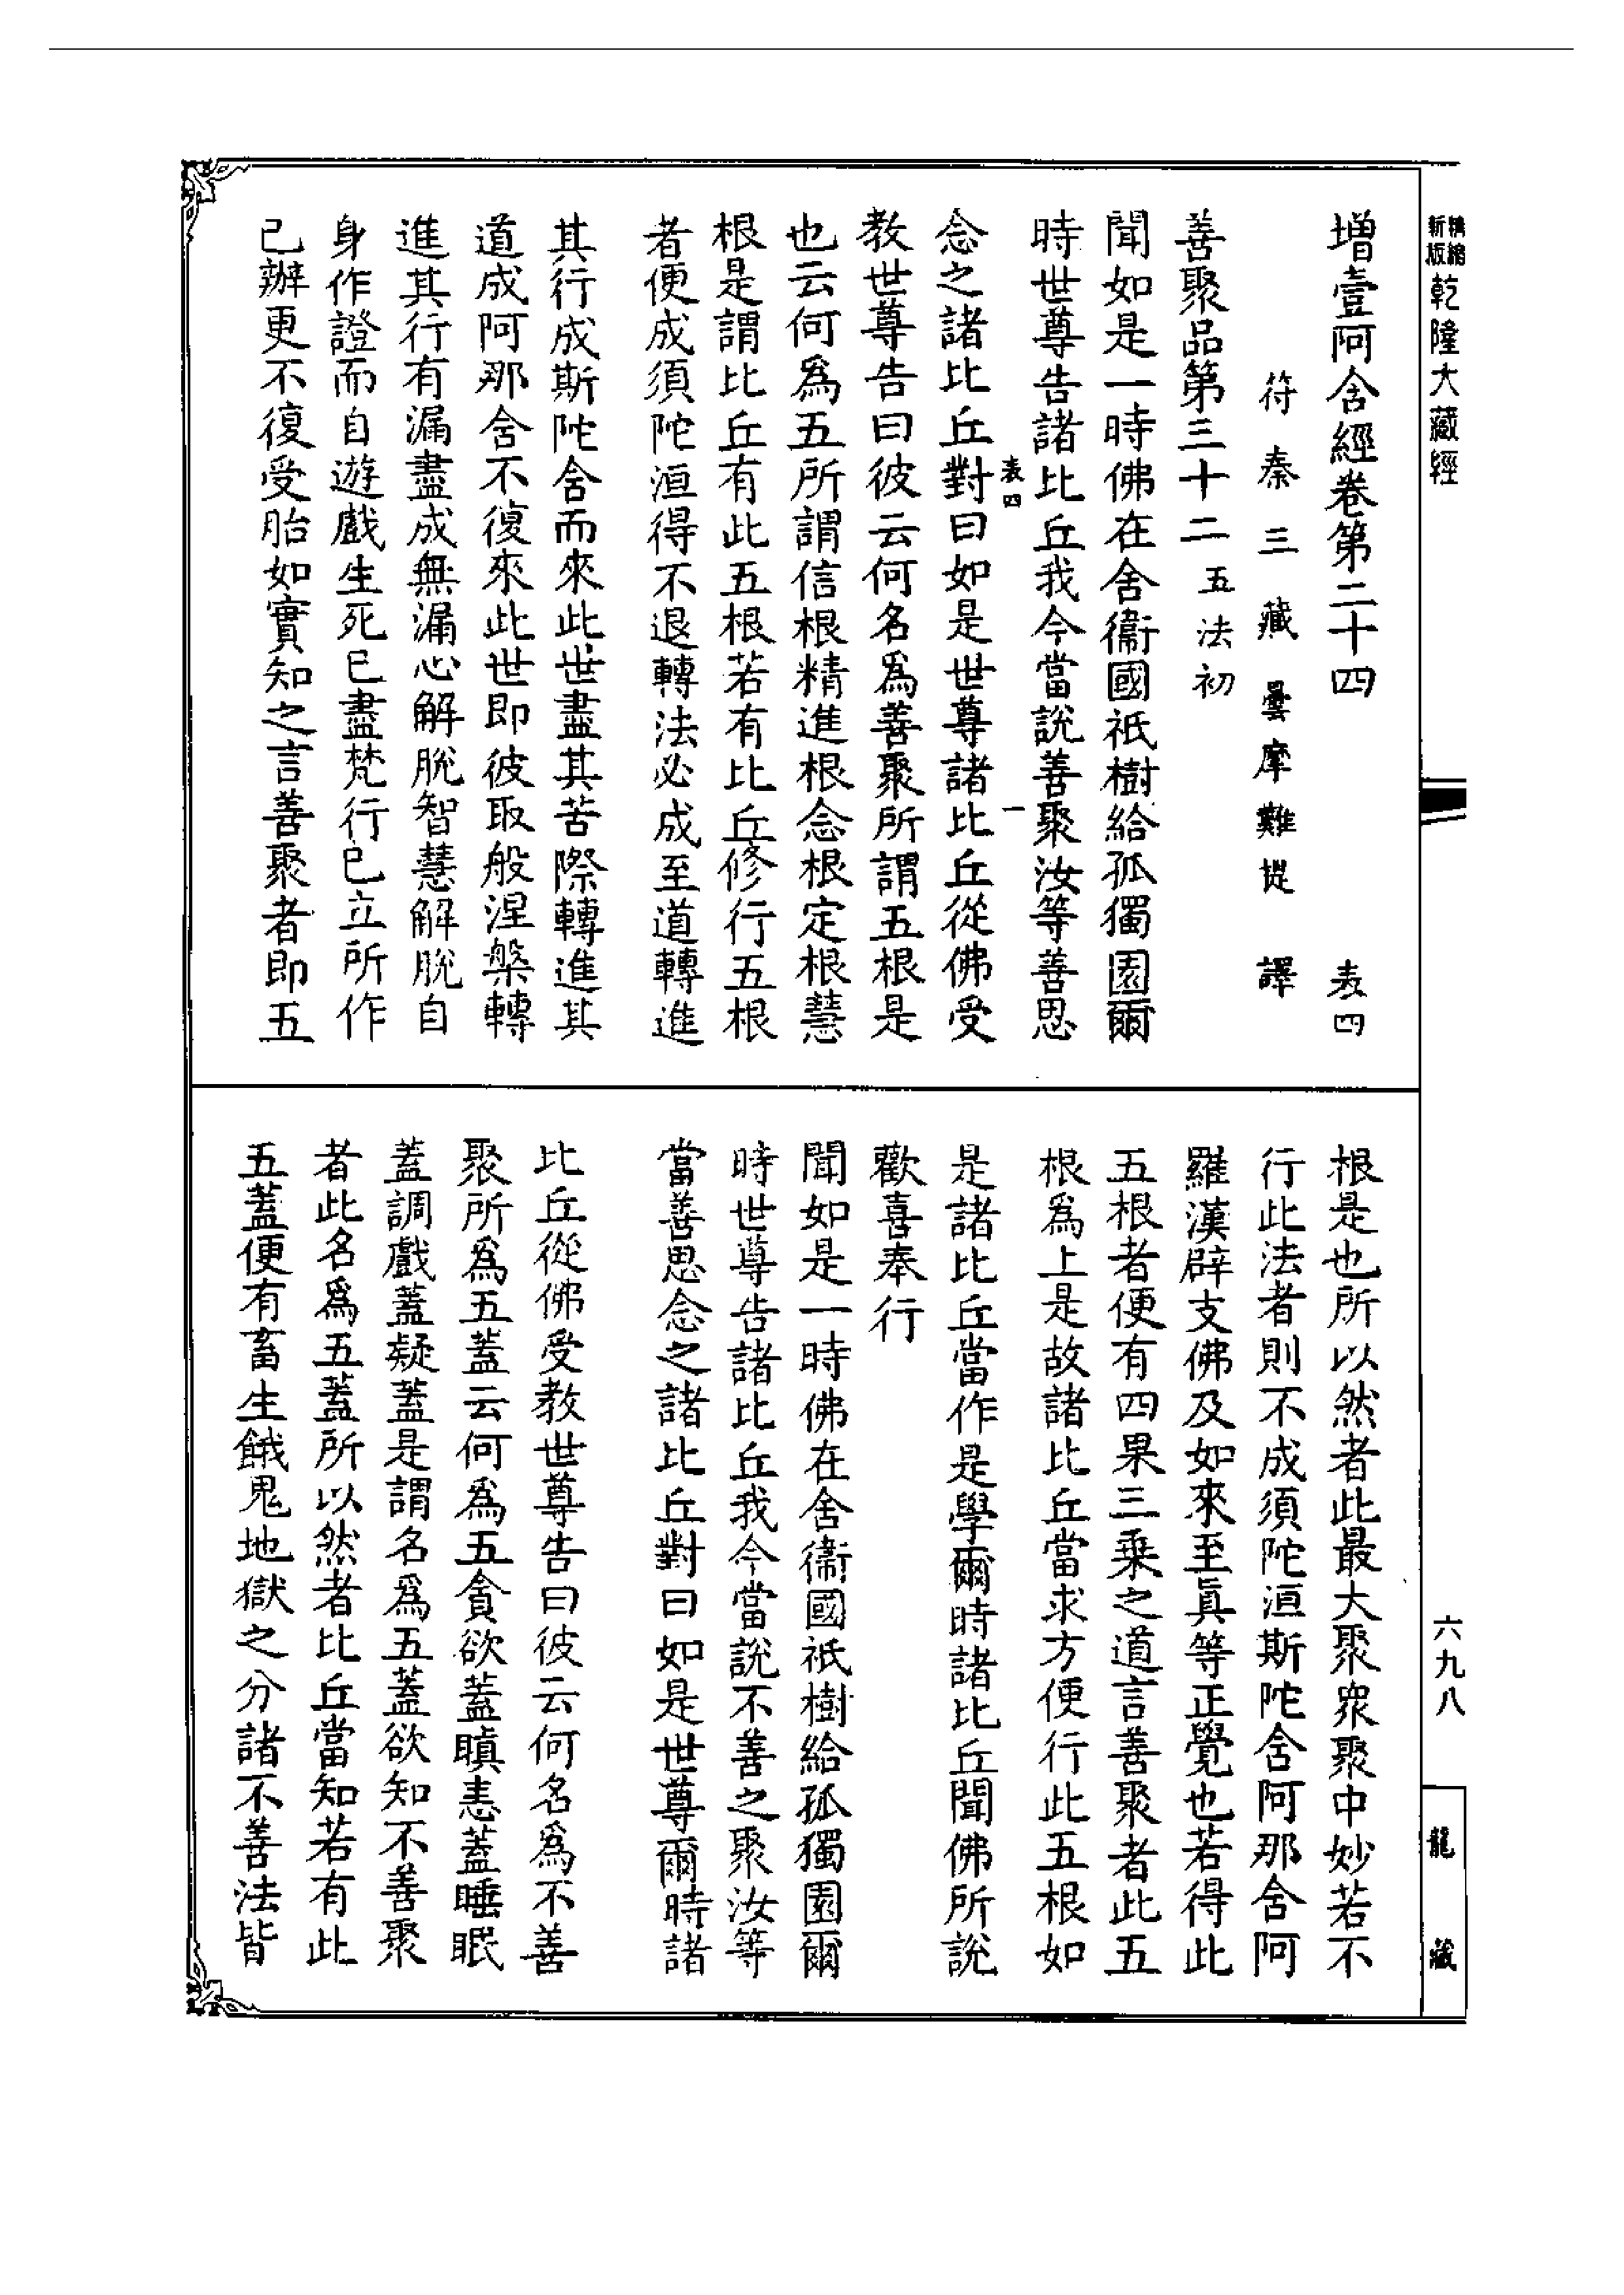 精縮新版乾隆大藏經
增壹阿含經卷第二十四 表四
符秦三藏曇摩難提譯
善聚品第三十二五法初
聞如是一時佛在舍衞國祇樹給孤獨園爾
時世尊告諸比丘我今當說善聚汝等善思
表四 一
念之諸比丘對曰如是世尊諸比丘從佛受
教世尊告曰彼云何名爲善聚所謂五根是
也云何爲五所謂信根精進根念根定根慧
根是謂比丘有此五根若有比丘修行五根
者便成須陀洹得不退轉法必成至道轉進
其行成斯陀含而來此世盡其苦際轉進其
道成阿那含不復來此世即彼取般涅槃轉
進其行有漏盡成無漏心解脫智慧解脫自
身作證而自遊戲生死已盡梵行已立所作
已辦更不復受胎如實知之言善聚者即五
根是也所以然者此最大聚衆聚中妙若不
行此法者則不成須陀洹斯陀含阿那含阿
羅漢辟支佛及如來至眞等正覺也若得此
五根者便有四果三乗之道言善聚者此五
根爲上是故諸比丘當求方便行此五根如
是諸比丘當作是學爾時諸比丘聞佛所說
歡喜奉行
聞如是一時佛在舍衞國祇樹給孤獨園爾
時世尊告諸比丘我今當說不善之聚汝等
當善思念之諸比丘對曰如是世尊爾時諸
比丘從佛受教世尊告曰彼云何名爲不善
聚所爲五蓋云何爲五貪欲蓋瞋恚蓋睡眠
蓋調戲蓋疑蓋是謂名爲五蓋欲知不善聚
者此名爲五蓋所以然者比丘當知若有此
五蓋便有畜生餓鬼地獄之分諸不善法皆
六九八
龍藏